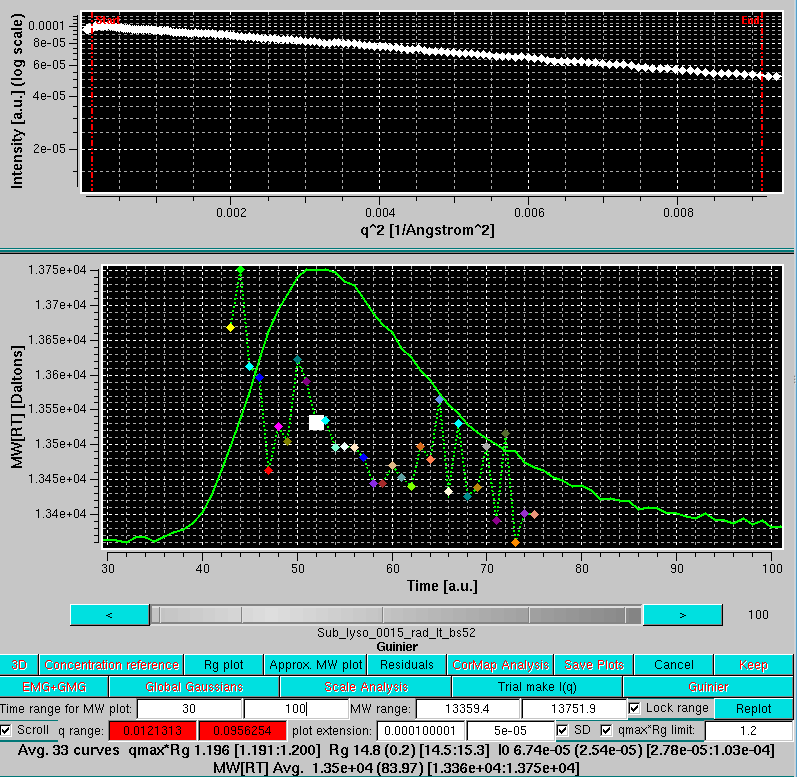 Start End
0.0001
8e-05
6e-05
4e-05
2e-05
Intensity [a.u.] (log scale)
0.002 0.004 0.006 0.008
q^2 [1/Angstrom^2]
1.375e+04
1.37e+04
1.365e+04
1.36e+04
1.355e+04
1.35e+04
1.345e+04
1.34e+04
MW[RT] [Daltons]
30 40 50 60 70 80 90 100
Time [a.u.]
< > 100
Sub_lyso_0015_rad_lt_bs52
Guinier
3D Concentration reference Rg plot Approx. MW plot Residuals CorMap Analysis Save Plots Cancel Keep
EMG+GMG Global Gaussians Scale Analysis Trial make I(q) Guinier
Time range for MW plot: 30 100 MW range: 13359.4 13751.9 Lock range Replot
Scroll q range: 0.0121313 0.0956254 plot extension: 0.000100001 5e-05 SD qmax*Rg limit: 1.2
Avg. 33 curves qmax*Rg 1.196 [1.191:1.200] Rg 14.8 (0.2) [14.5:15.3] I0 6.74e-05 (2.54e-05) [2.78e-05:1.03e-04]
MW[RT] Avg. 1.35e+04 (83.97) [1.336e+04:1.375e+04]